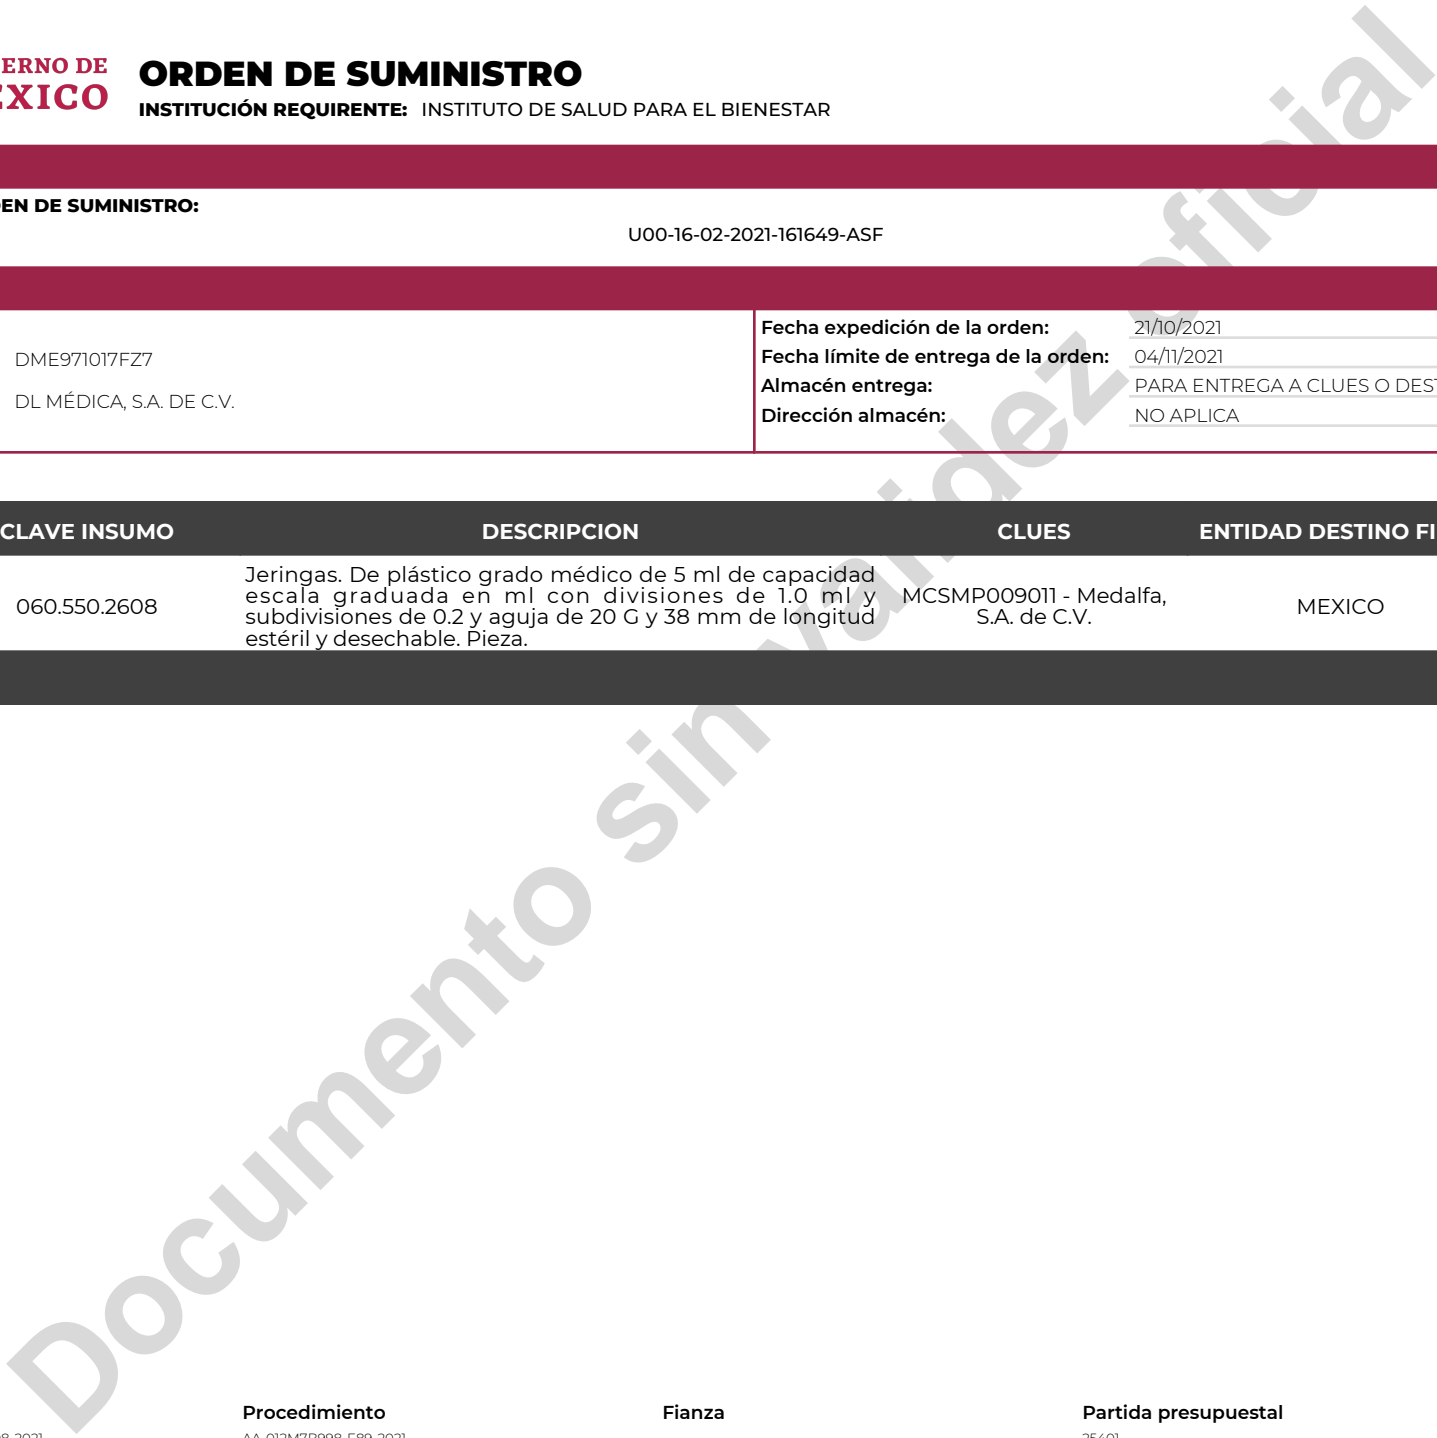 ERNO DE
EXICO
ORDEN DE SUMINISTRO
INSTITUCIÓN REQUIRENTE: INSTITUTO DE SALUD PARA EL BIENESTAR
EN DE SUMINISTRO:
U00-16-02-2021-161649-ASF
DME971017FZ7
DL MÉDICA, S.A. DE C.V.
Fecha expedición de la orden: 21/10/2021
Fecha límite de entrega de la orden: 04/11/2021
Almacén entrega: PARA ENTREGA A CLUES O DEST
Dirección almacén: NO APLICA
CLAVE INSUMO DESCRIPCION CLUES ENTIDAD DESTINO FI
060.550.2608
Jeringas. De plástico grado médico de 5 ml de capacidad
escala graduada en ml con divisiones de 1.0 ml y
subdivisiones de 0.2 y aguja de 20 G y 38 mm de longitud
estéril y desechable. Pieza.
MCSMP009011 - Medalfa,
S.A. de C.V.
MEXICO
Documento sin validez oficial
Procedimiento Fianza Partida presupuestal